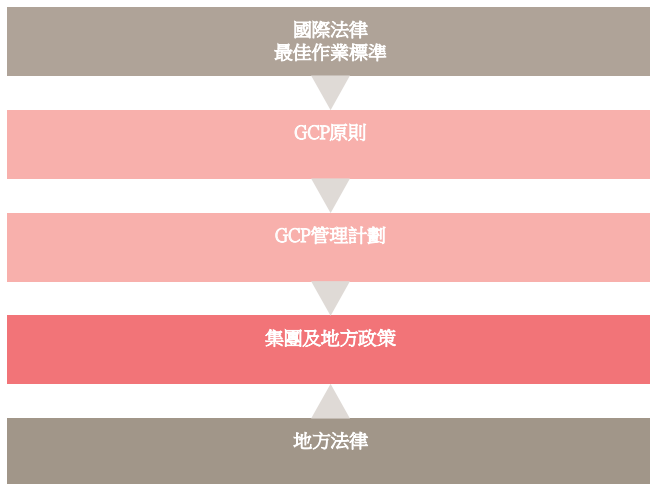 國際法律
最佳作業標準
GCP原則
GCP管理計劃
集團及地方政策
地方法律